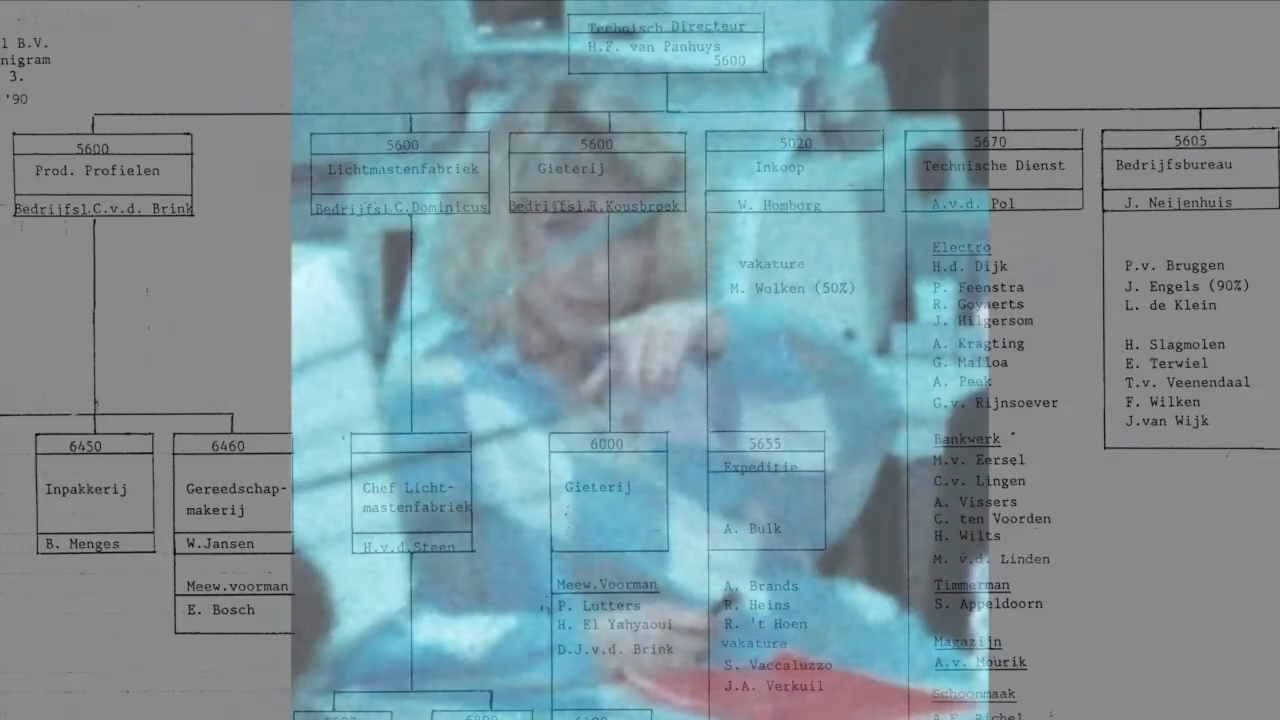 l B.V.
nigram
3.
'90
Technisch Directeur
H.F. van Panhuys
5600
5600
Prod. Profielen
Bedrijfsl.C.v.d. Brink
5600
Lichtmastenfabriek
Bedrijfsl.C.Dominicus
5600
Gieterij
Bedrijfsl.R.Kousbroek
5020
Inkoop
W. Homborg
vakature
M. Wolken (50%)
5670
Technische Dienst
A.v.d. Pol
Electro
H.d. Dijk
P. Feenstra
R. Govaerts
J. Hilgersom
A. Kragting
G. Mailoa
A. Peek
G.v. Rijnsoever
Bankwerk
M.v. Eersel
C.v. Lingen
A. Vissers
C. ten Voorden
H. Wilts
M. v.d. Linden
Timmerman
S. Appeldoorn
Magazijn
A.v. Mourik
Schoonmaak
5605
Bedrijfsbureau
J. Neijenhuis
P.v. Bruggen
J. Engels (90%)
L. de Klein
H. Slagmolen
E. Terwiel
T.v. Veenendaal
F. Wilken
J.van Wijk
6450
Inpakkerij
B. Menges
6460
Gereedschap-
makerij
W.Jansen
Meew.voorman
E. Bosch
Chef Licht-
mastenfabriek
H.v.d.Steen
6000
Gieterij
Meew.Voorman
P. Lutters
H. El Yahyaoui
D.J.v.d. Brink
5655
Expeditie
A. Bulk
A. Brands
R. Heins
R. 't Hoen
vakature
S. Vaccaluzzo
J.A. Verkuil